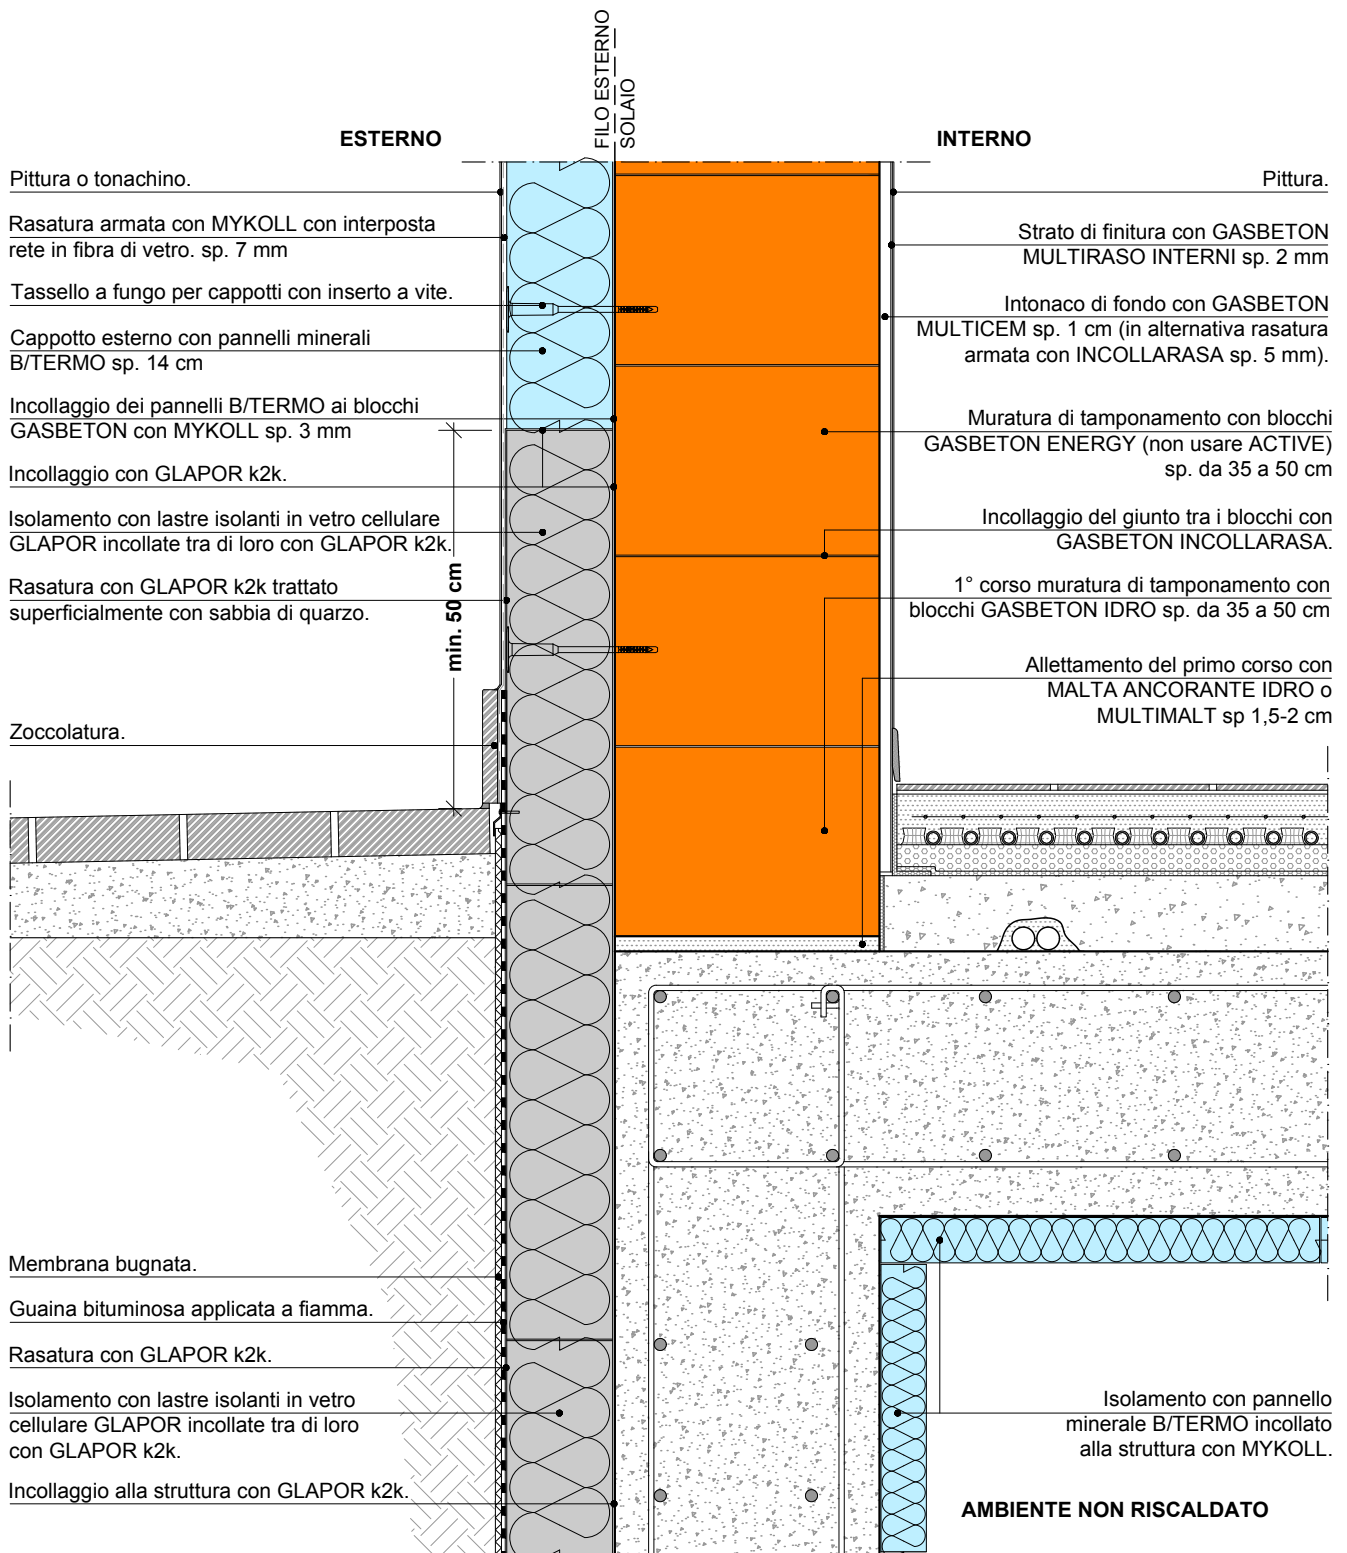 FILO ESTERNO
SOLAIO
ESTERNO
INTERNO
Pittura o tonachino.
Rasatura armata con MYKOLL con interposta
rete in fibra di vetro. sp. 7 mm
Tassello a fungo per cappotti con inserto a vite.
Cappotto esterno con pannelli minerali
B/TERMO sp. 14 cm
Incollaggio dei pannelli B/TERMO ai blocchi
GASBETON con MYKOLL sp. 3 mm
Incollaggio con GLAPOR k2k.
Isolamento con lastre isolanti in vetro cellulare
GLAPOR incollate tra di loro con GLAPOR k2k.
Rasatura con GLAPOR k2k trattato
superficialmente con sabbia di quarzo.
min. 50 cm
Zoccolatura.
Membrana bugnata.
Guaina bituminosa applicata a fiamma.
Rasatura con GLAPOR k2k.
Isolamento con lastre isolanti in vetro
cellulare GLAPOR incollate tra di loro
con GLAPOR k2k.
Incollaggio alla struttura con GLAPOR k2k.
Pittura.
Strato di finitura con GASBETON
MULTIRASO INTERNI sp. 2 mm
Intonaco di fondo con GASBETON
MULTICEM sp. 1 cm (in alternativa rasatura
armata con INCOLLARASA sp. 5 mm).
Muratura di tamponamento con blocchi
GASBETON ENERGY (non usare ACTIVE)
sp. da 35 a 50 cm
Incollaggio del giunto tra i blocchi con
GASBETON INCOLLARASA.
1° corso muratura di tamponamento con
blocchi GASBETON IDRO sp. da 35 a 50 cm
Allettamento del primo corso con
MALTA ANCORANTE IDRO o
MULTIMALT sp 1,5-2 cm
Isolamento con pannello
minerale B/TERMO incollato
alla struttura con MYKOLL.
AMBIENTE NON RISCALDATO